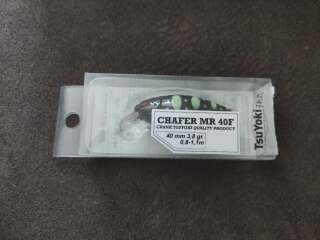 CHAFER MR 40F
CRANK TSUYOKI QUALITY PRODUCT
40 mm 3,8 gr
0,8-1,1m
TsuYoki